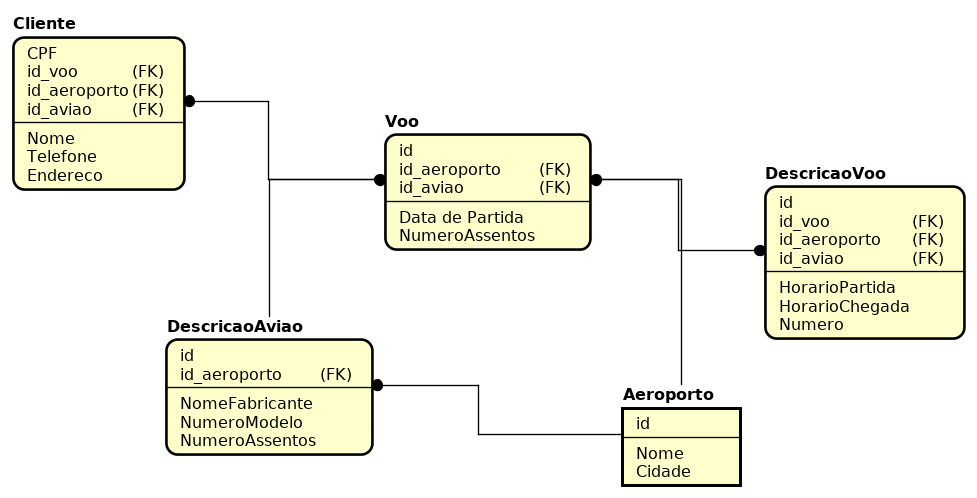 Cliente
CPF
id_voo (FK)
id_aeroporto (FK)
id_aviao (FK)
Nome
Telefone
Endereco
Voo
id
id_aeroporto (FK)
id_aviao (FK)
Data de Partida
NumeroAssentos
DescricaoVoo
id
id_voo (FK)
id_aeroporto (FK)
id_aviao (FK)
HorarioPartida
HorarioChegada
Numero
DescricaoAviao
id
id_aeroporto (FK)
NomeFabricante
NumeroModelo
NumeroAssentos
Aeroporto
id
Nome
Cidade